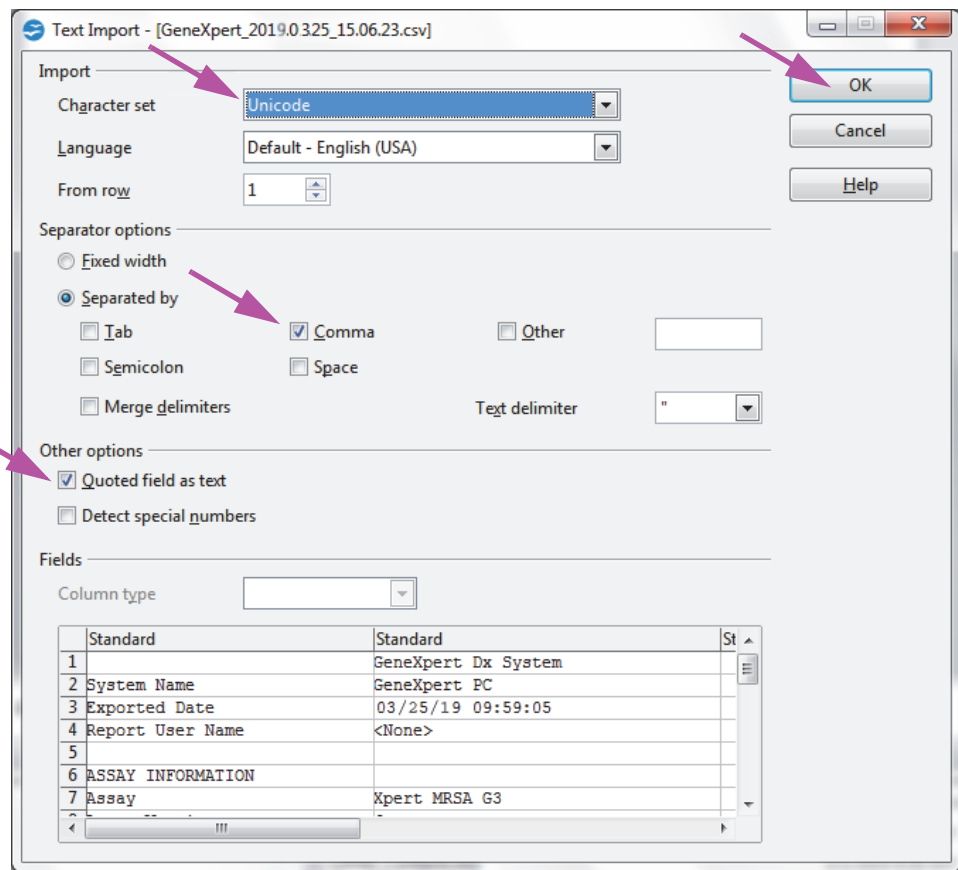 Text Import - [GeneXpert_2019.0325_15.06.23.csv]
Import
OK
Character set Unicode
Cancel
Language Default - English (USA)
From row 1
Help
Separator options
Fixed width
Separated by
Tab Comma Other
Semicolon Space
Merge delimiters Text delimiter "
Other options
Quoted field as text
Detect special numbers
Fields
Column type
Standard Standard St
1 GeneXpert Dx System
2 System Name GeneXpert PC
3 Exported Date 03/25/19 09:59:05
4 Report User Name <None>
5
6 ASSAY INFORMATION
7 Assay Xpert MRSA G3